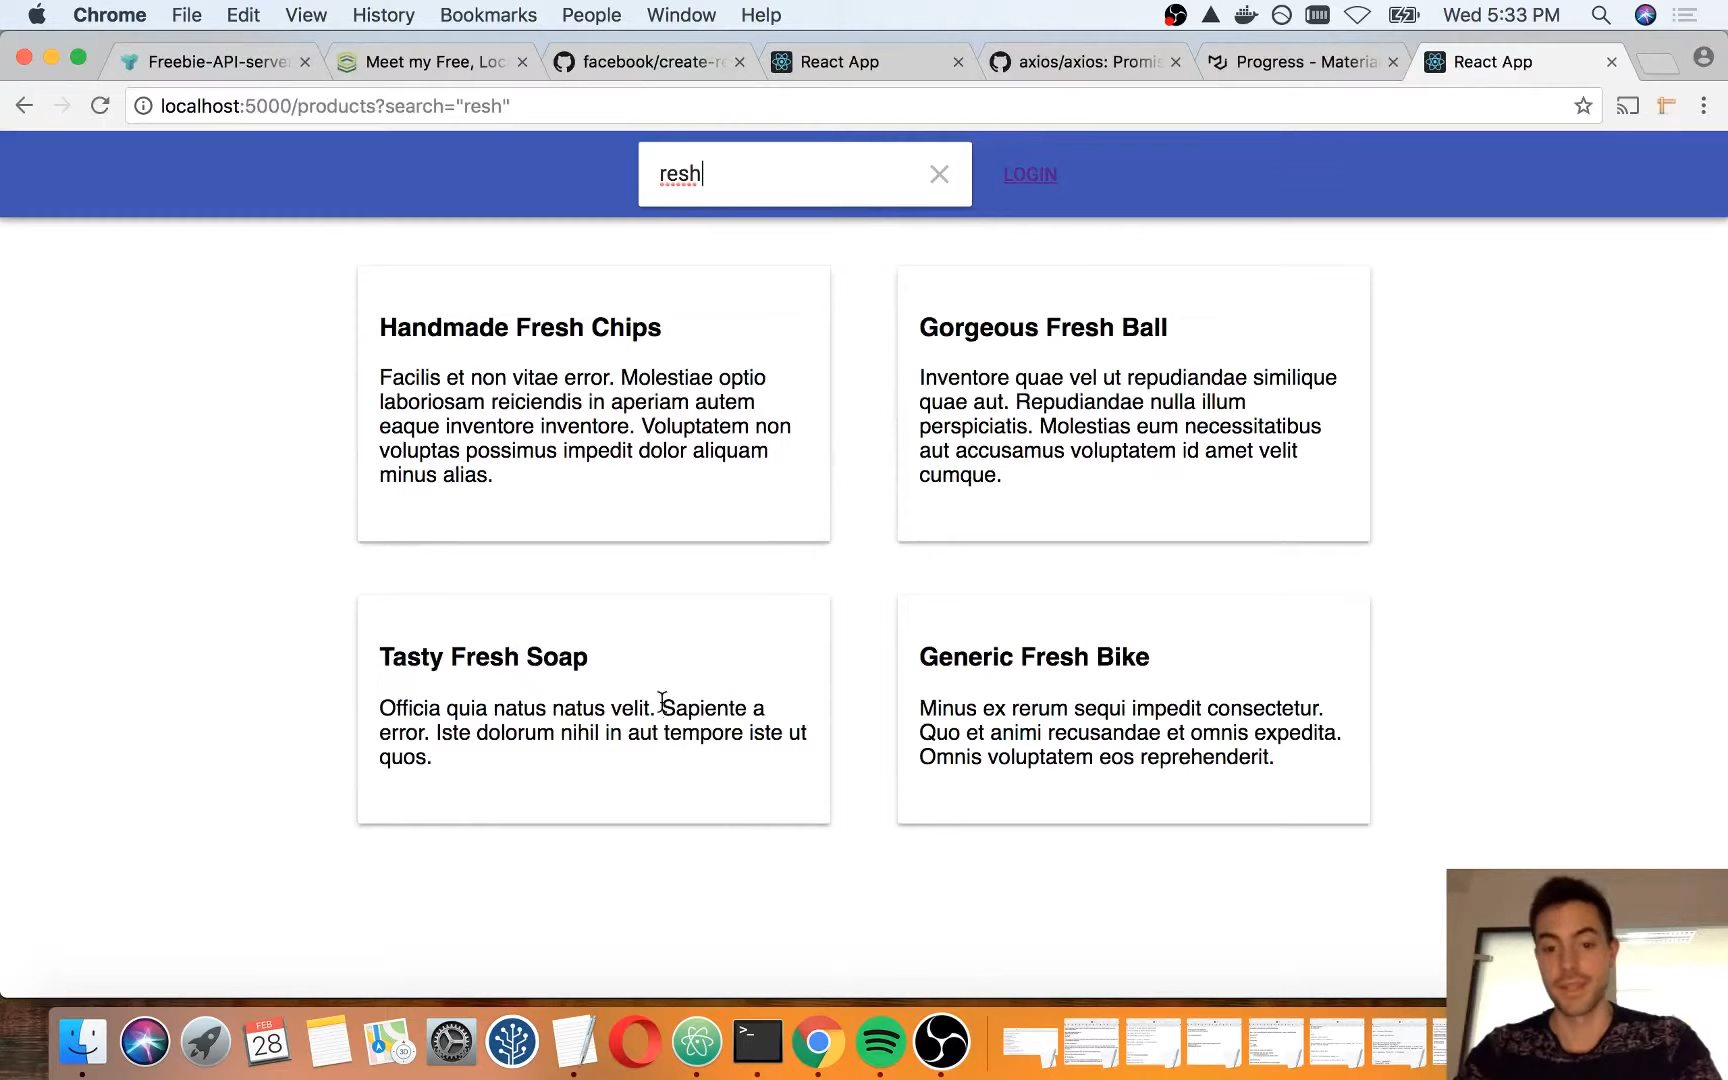 Chrome File Edit View History Bookmarks People Window Help Wed 5:33 PM
Freebie-API-serve Meet my Free, Loc facebook/create-r React App axios/axios: Promis Progress - Materia React App
localhost:5000/products?search="resh"
resh LOGIN
Handmade Fresh Chips
Facilis et non vitae error. Molestiae optio
laboriosam reiciendis in aperiam autem
eaque inventore inventore. Voluptatem non
voluptas possimus impedit dolor aliquam
minus alias.
Gorgeous Fresh Ball
Inventore quae vel ut repudiandae similique
quae aut. Repudiandae nulla illum
perspiciatis. Molestias eum necessitatibus
aut accusamus voluptatem id amet velit
cumque.
Tasty Fresh Soap
Officia quia natus natus velit. Sapiente a
error. Iste dolorum nihil in aut tempore iste ut
quos.
Generic Fresh Bike
Minus ex rerum sequi impedit consectetur.
Quo et animi recusandae et omnis expedita.
Omnis voluptatem eos reprehenderit.
FEB
28